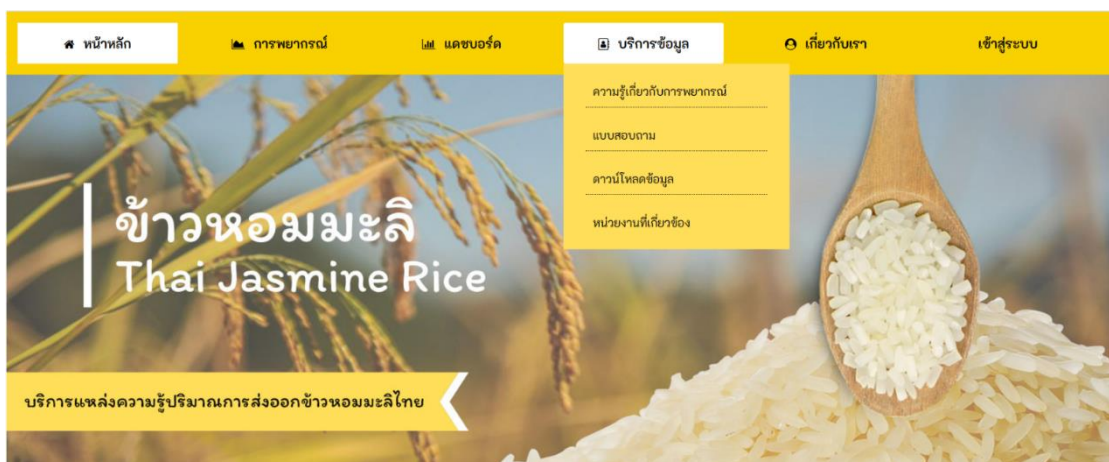 หน้าหลัก
การพยากรณ์
แดชบอร์ด
บริการข้อมูล
เกี่ยวกับเรา
เข้าสู่ระบบ
ความรู้เกี่ยวกับการพยากรณ์
แบบสอบถาม
ดาวน์โหลดข้อมูล
หน่วยงานที่เกี่ยวข้อง
ข้าวหอมมะลิ
Thai Jasmine Rice
บริการแหล่งความรู้ปริมาณการส่งออกข้าวหอมมะลิไทย